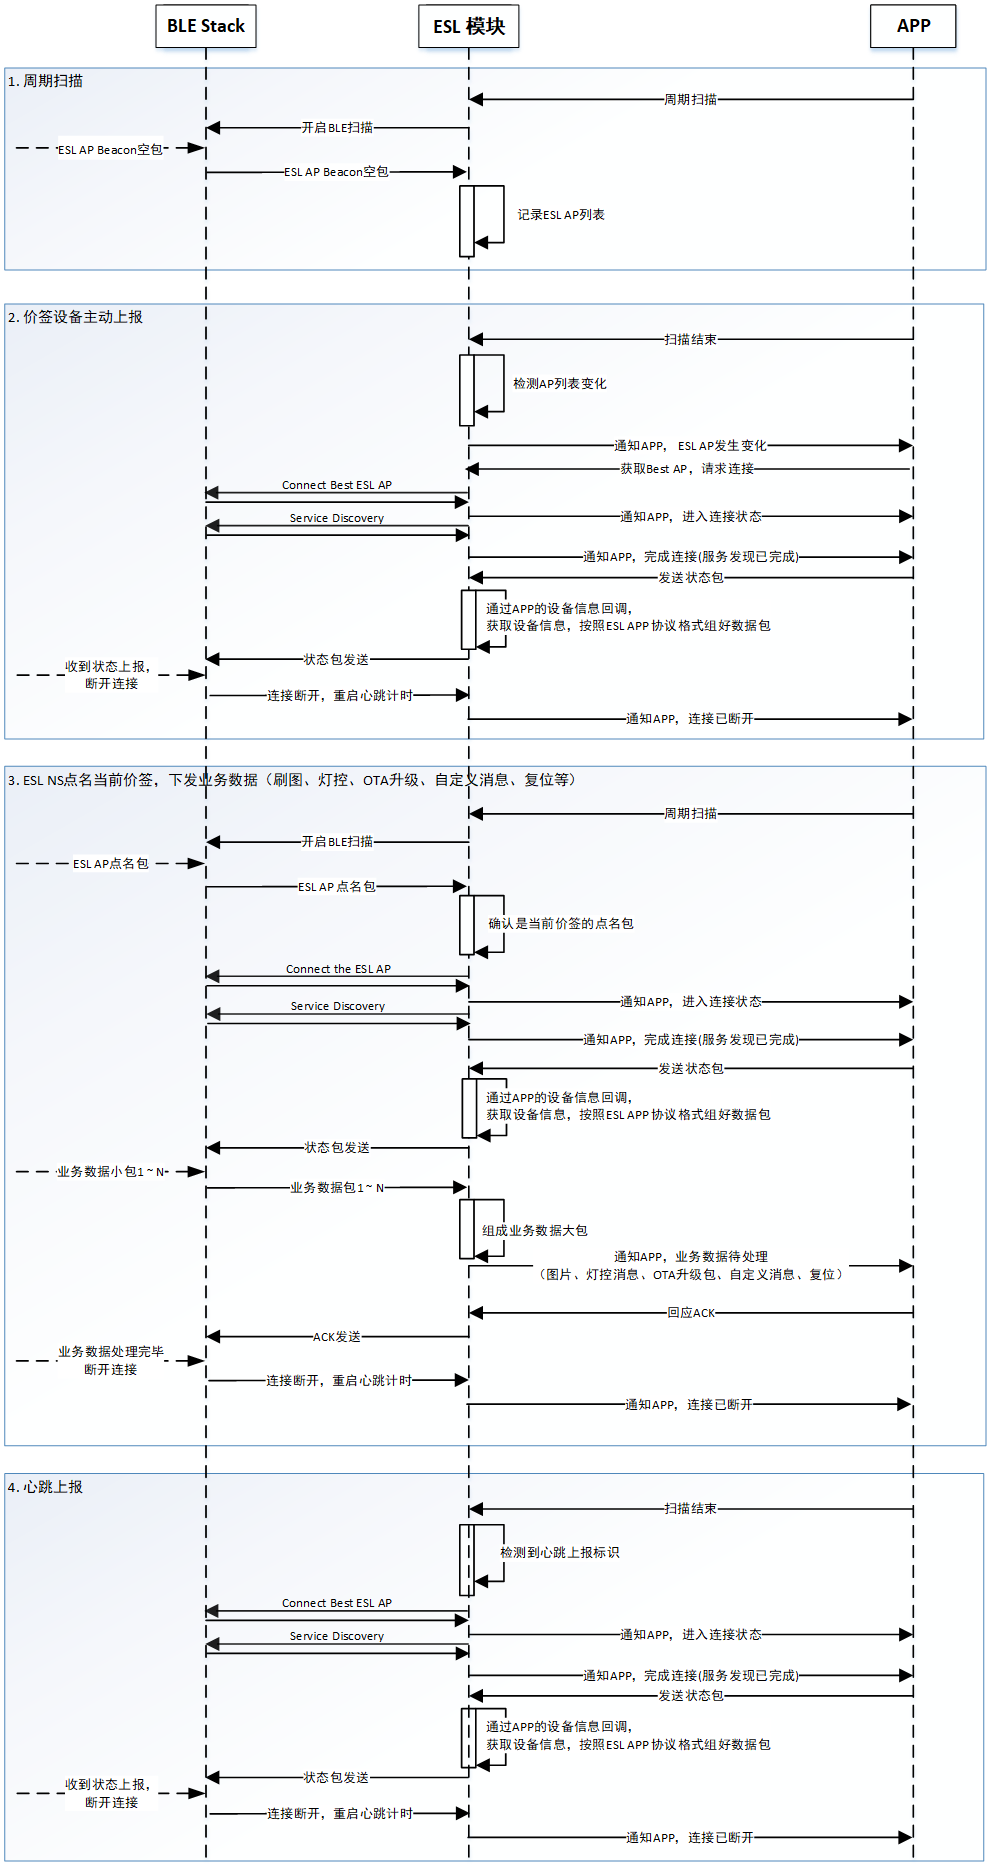 BLE Stack
ESL 模块
APP
1. 周期扫描
周期扫描
开启BLE扫描
ESL AP Beacon空包
ESL AP Beacon空包
记录ESL AP列表
2. 价签设备主动上报
扫描结束
检测AP列表变化
通知APP，ESL AP发生变化
获取Best AP，请求连接
Connect Best ESL AP
通知APP，进入连接状态
Service Discovery
通知APP，完成连接(服务发现已完成)
发送状态包
通过APP的设备信息回调，
获取设备信息，按照ESL APP 协议格式组好数据包
状态包发送
收到状态上报，
断开连接
连接断开，重启心跳计时
通知APP，连接已断开
3. ESL NS点名当前价签，下发业务数据（刷图、灯控、OTA升级、自定义消息、复位等）
周期扫描
开启BLE扫描
ESL AP点名包
ESL AP 点名包
确认是当前价签的点名包
Connect the ESL AP
通知APP，进入连接状态
Service Discovery
通知APP，完成连接(服务发现已完成)
发送状态包
通过APP的设备信息回调，
获取设备信息，按照ESL APP 协议格式组好数据包
状态包发送
业务数据小包1 ~ N
业务数据包1 ~ N
组成业务数据大包
通知APP，业务数据待处理
（图片、灯控消息、OTA升级包、自定义消息、复位）
回应ACK
ACK发送
业务数据处理完毕
断开连接
连接断开，重启心跳计时
通知APP，连接已断开
4. 心跳上报
扫描结束
检测到心跳上报标识
Connect Best ESL AP
通知APP，进入连接状态
Service Discovery
通知APP，完成连接(服务发现已完成)
发送状态包
通过APP的设备信息回调，
获取设备信息，按照ESL APP 协议格式组好数据包
状态包发送
收到状态上报，
断开连接
连接断开，重启心跳计时
通知APP，连接已断开